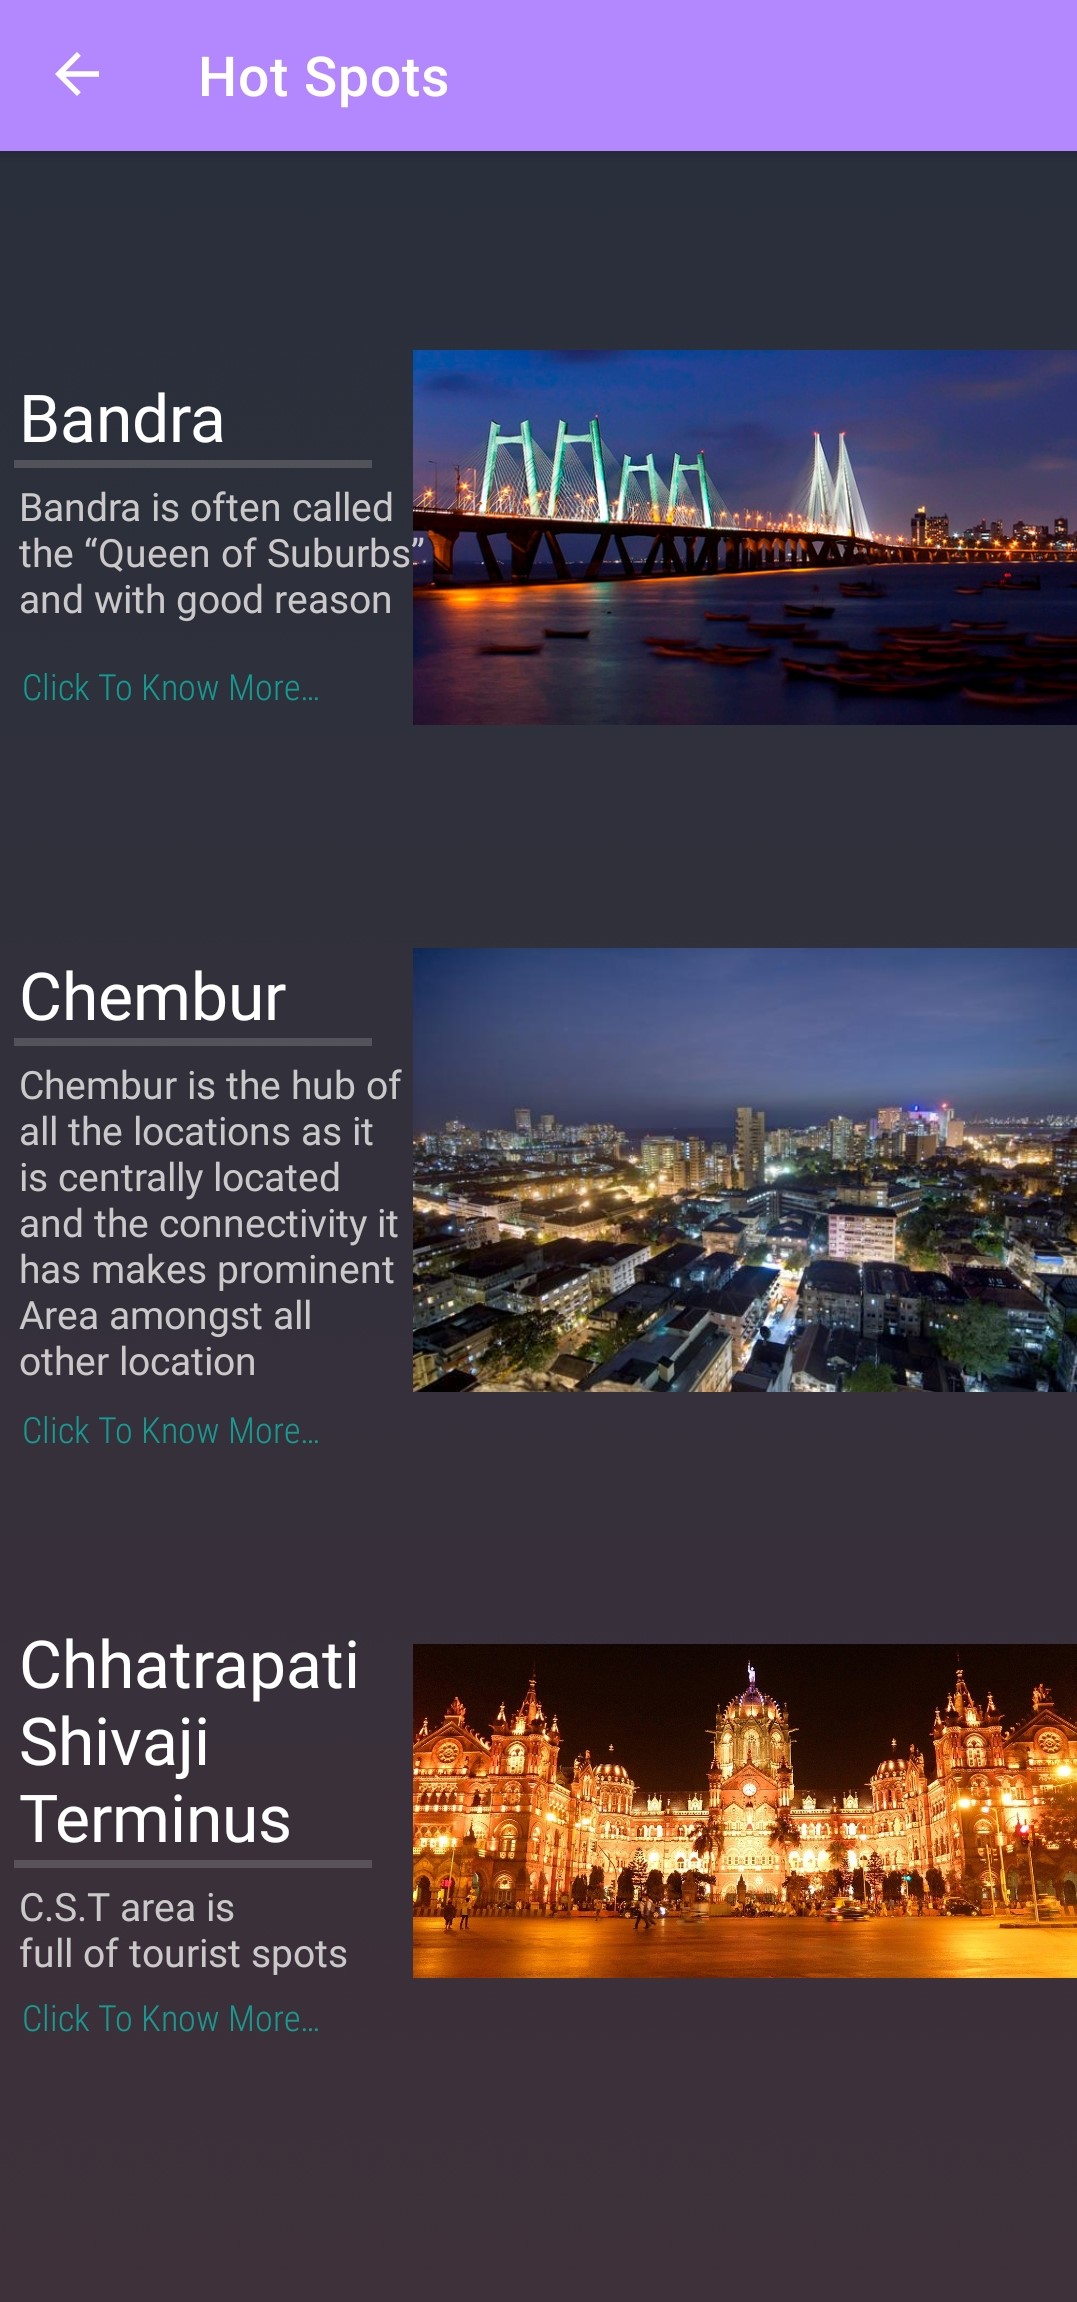 Hot Spots
Bandra
Bandra is often called
the “Queen of Suburbs”
and with good reason
Click To Know More...
Chembur
Chembur is the hub of
all the locations as it
is centrally located
and the connectivity it
has makes prominent
Area amongst all
other location
Click To Know More...
Chhatrapati
Shivaji
Terminus
C.S.T area is
full of tourist spots
Click To Know More...